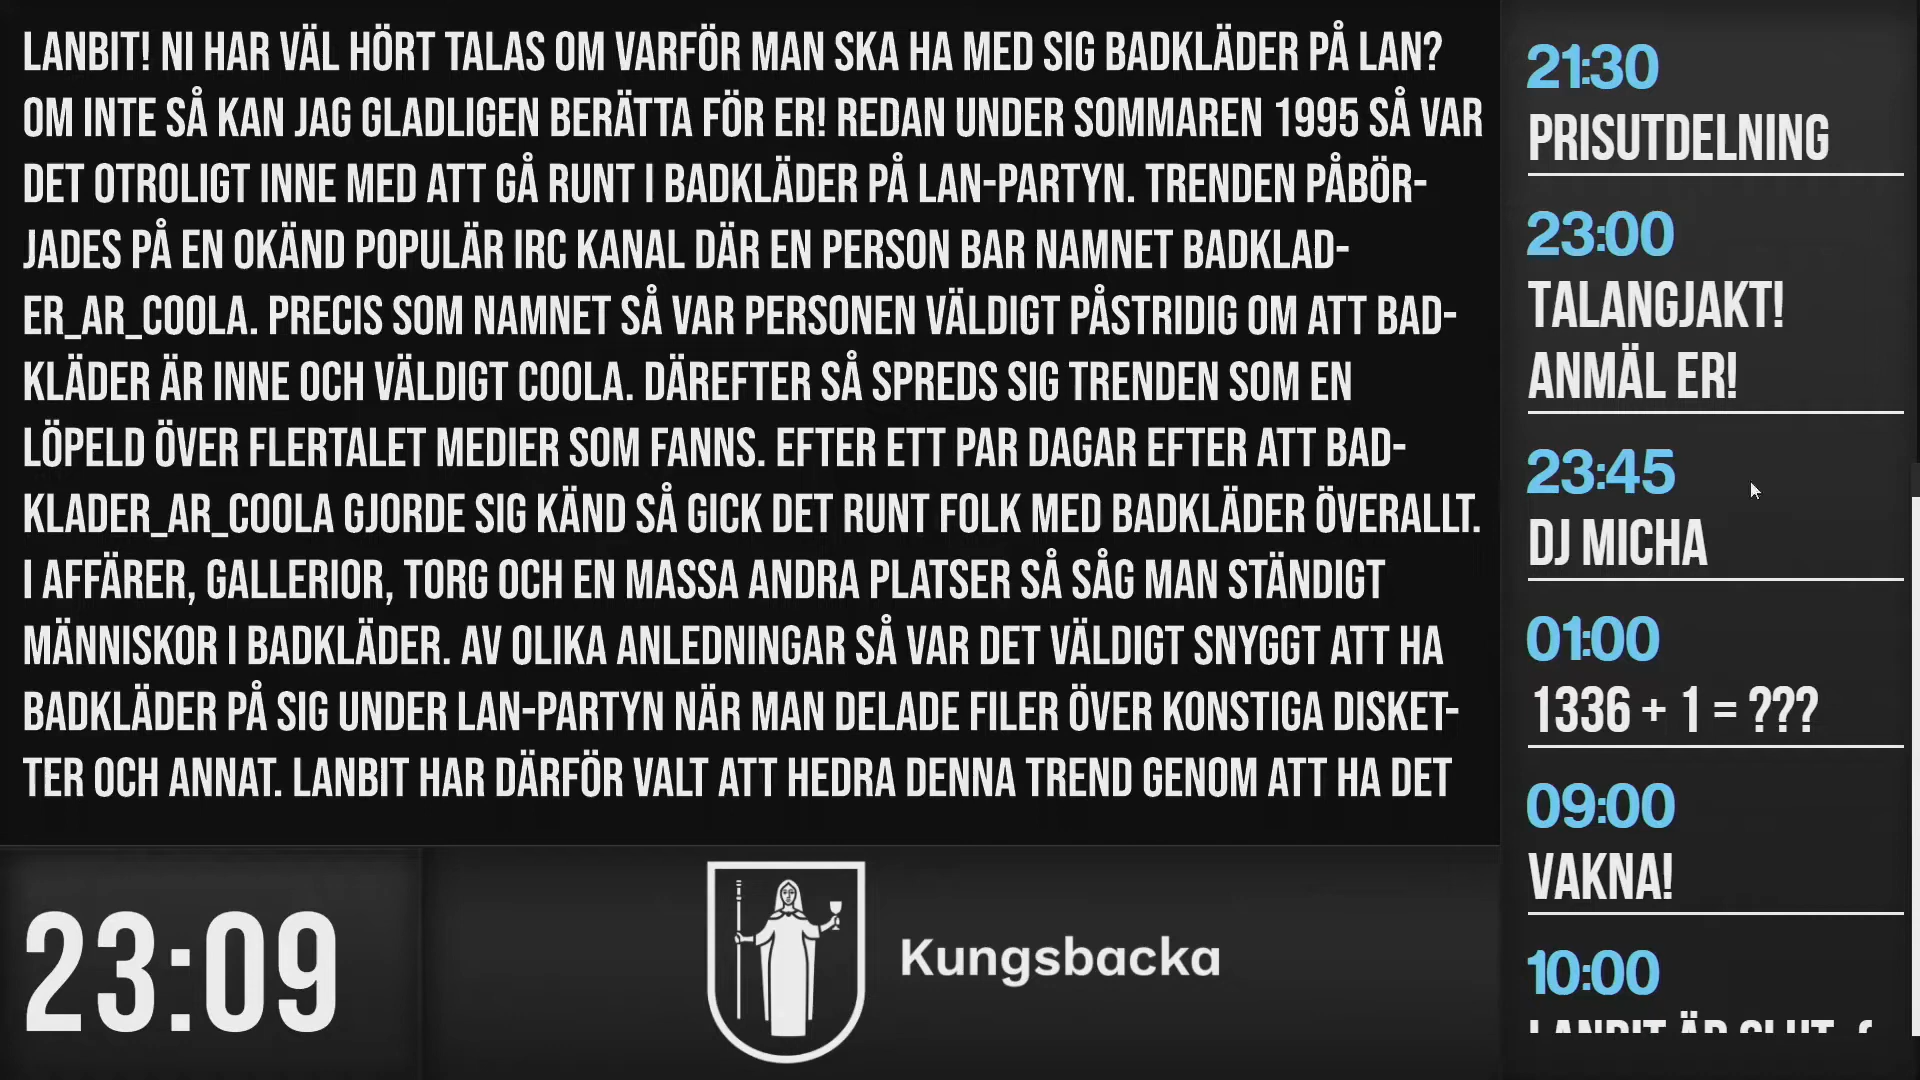 LANBIT! NI HAR VÄL HÖRT TALAS OM VARFÖR MAN SKA HA MED SIG BADKLÄDER PÅ LAN?
OM INTE SÅ KAN JAG GLADLIGEN BERÄTTA FÖR ER! REDAN UNDER SOMMAREN 1995 SÅ VAR
DET OTROLIGT INNE MED ATT GÅ RUNT I BADKLÄDER PÅ LAN-PARTYN. TRENDEN PÅBÖR-
JADES PÅ EN OKÄND POPULÄR IRC KANAL DÄR EN PERSON BAR NAMNET BADKLAD-
ER_AR_COOLA. PRECIS SOM NAMNET SÅ VAR PERSONEN VÄLDIGT PÅSTRIDIG OM ATT BAD-
KLÄDER ÄR INNE OCH VÄLDIGT COOLA. DÄREFTER SÅ SPREDS SIG TRENDEN SOM EN
LÖPELD ÖVER FLERTALET MEDIER SOM FANNS. EFTER ETT PAR DAGAR EFTER ATT BAD-
KLADER_AR_COOLA GJORDE SIG KÄND SÅ GICK DET RUNT FOLK MED BADKLÄDER ÖVERALLT.
I AFFÄRER, GALLERIOR, TORG OCH EN MASSA ANDRA PLATSER SÅ SÅG MAN STÄNDIGT
MÄNNISKOR I BADKLÄDER. AV OLIKA ANLEDNINGAR SÅ VAR DET VÄLDIGT SNYGGT ATT HA
BADKLÄDER PÅ SIG UNDER LAN-PARTYN NÄR MAN DELADE FILER ÖVER KONSTIGA DISKET-
TER OCH ANNAT. LANBIT HAR DÄRFÖR VALT ATT HEDRA DENNA TREND GENOM ATT HA DET
23:09
Kungsbacka
21:30
PRISUTDELNING
23:00
TALANGJAKT!
ANMÄL ER!
23:45
DJ MICHA
01:00
1336 + 1 = ???
09:00
VAKNA!
10:00
LANBIT ÄR SLUT